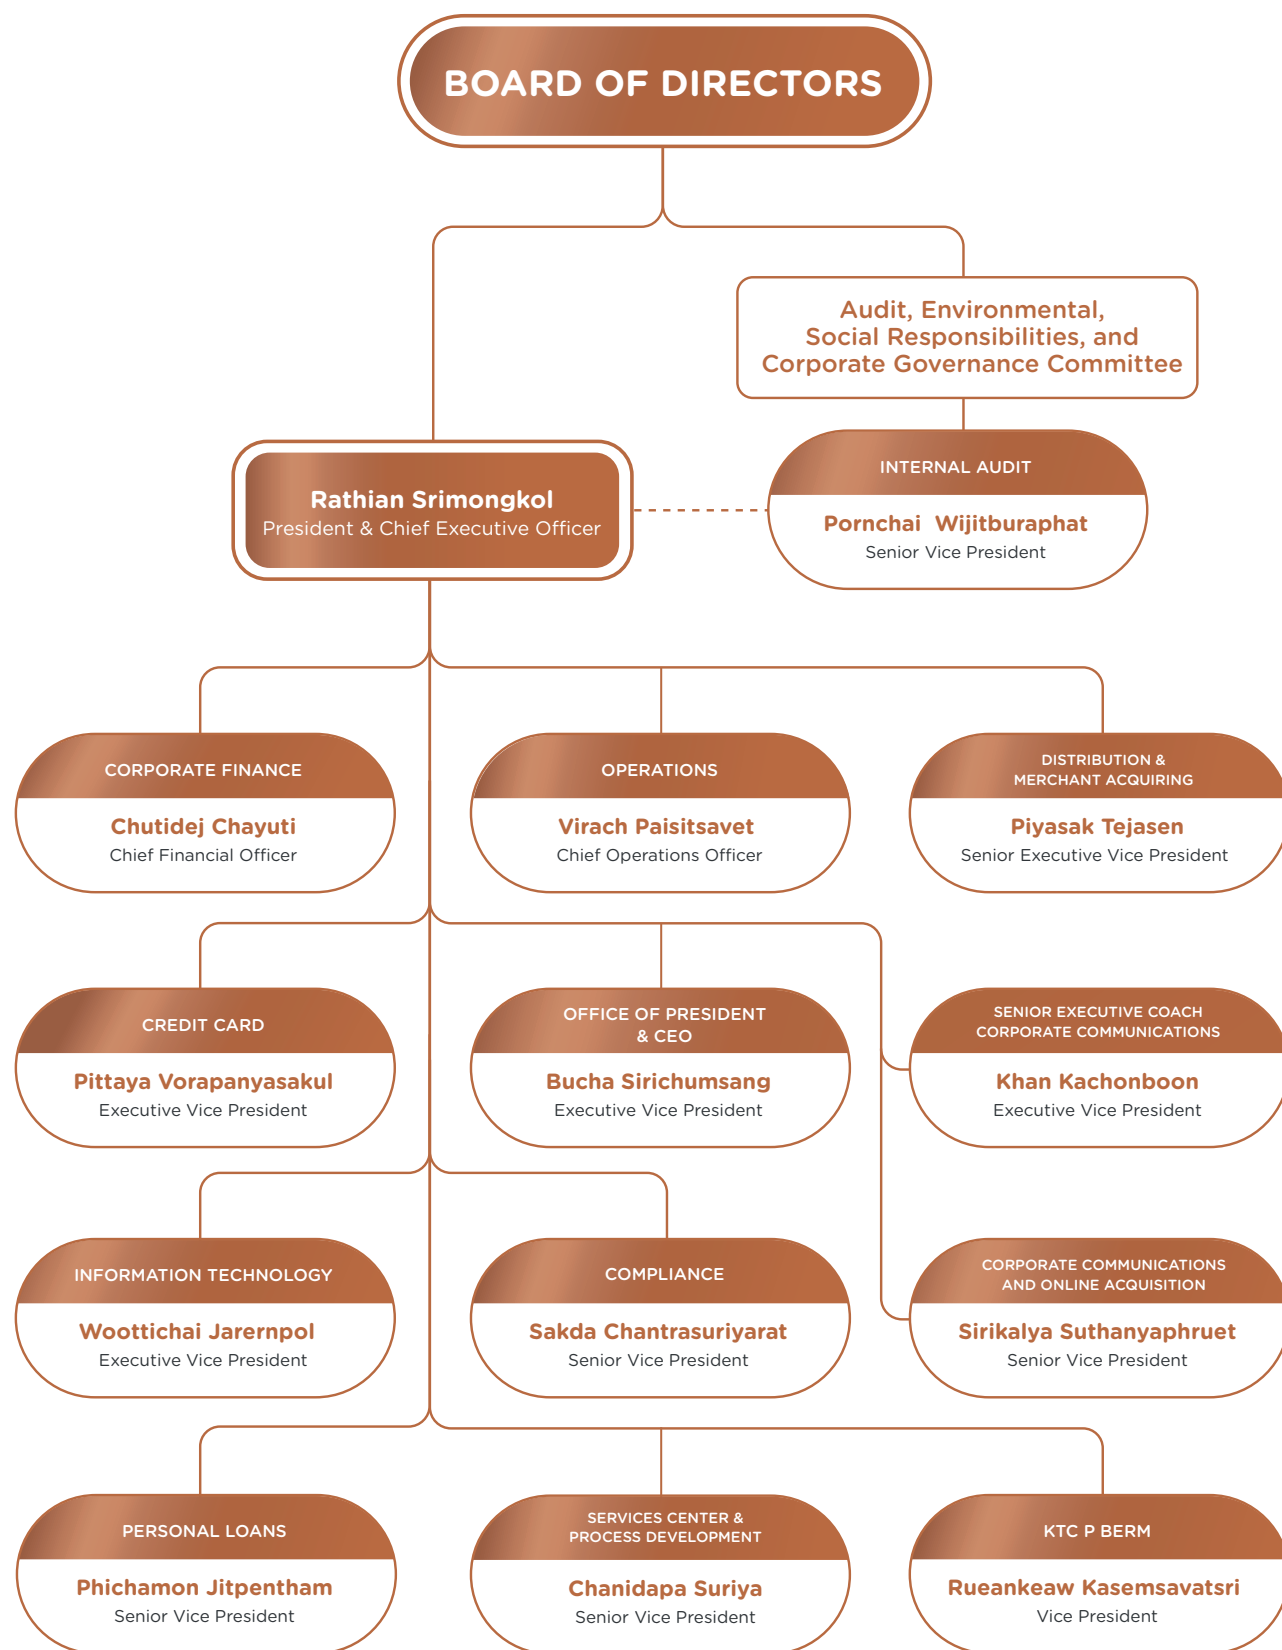 BOARD OF DIRECTORS
Audit, Environmental,
Social Responsibilities, and
Corporate Governance Committee
Rathian Srimongkol
President & Chief Executive Officer
INTERNAL AUDIT
Pornchai Wijitburaphat
Senior Vice President
CORPORATE FINANCE
Chutidej Chayuti
Chief Financial Officer
OPERATIONS
Virach Paisitsavet
Chief Operations Officer
DISTRIBUTION &
MERCHANT ACQUIRING
Piyasak Tejasen
Senior Executive Vice President
CREDIT CARD
Pittaya Vorapanyasakul
Executive Vice President
OFFICE OF PRESIDENT
& CEO
Bucha Sirichumsang
Executive Vice President
SENIOR EXECUTIVE COACH
CORPORATE COMMUNICATIONS
Khan Kachonboon
Executive Vice President
INFORMATION TECHNOLOGY
Woottichai Jarernpol
Executive Vice President
COMPLIANCE
Sakda Chantrasuriyarat
Senior Vice President
CORPORATE COMMUNICATIONS
AND ONLINE ACQUISITION
Sirikalya Suthanyaphruet
Senior Vice President
PERSONAL LOANS
Phichamon Jitpentham
Senior Vice President
SERVICES CENTER &
PROCESS DEVELOPMENT
Chanidapa Suriya
Senior Vice President
KTC P BERM
Rueankeaw Kasemsavatsri
Vice President